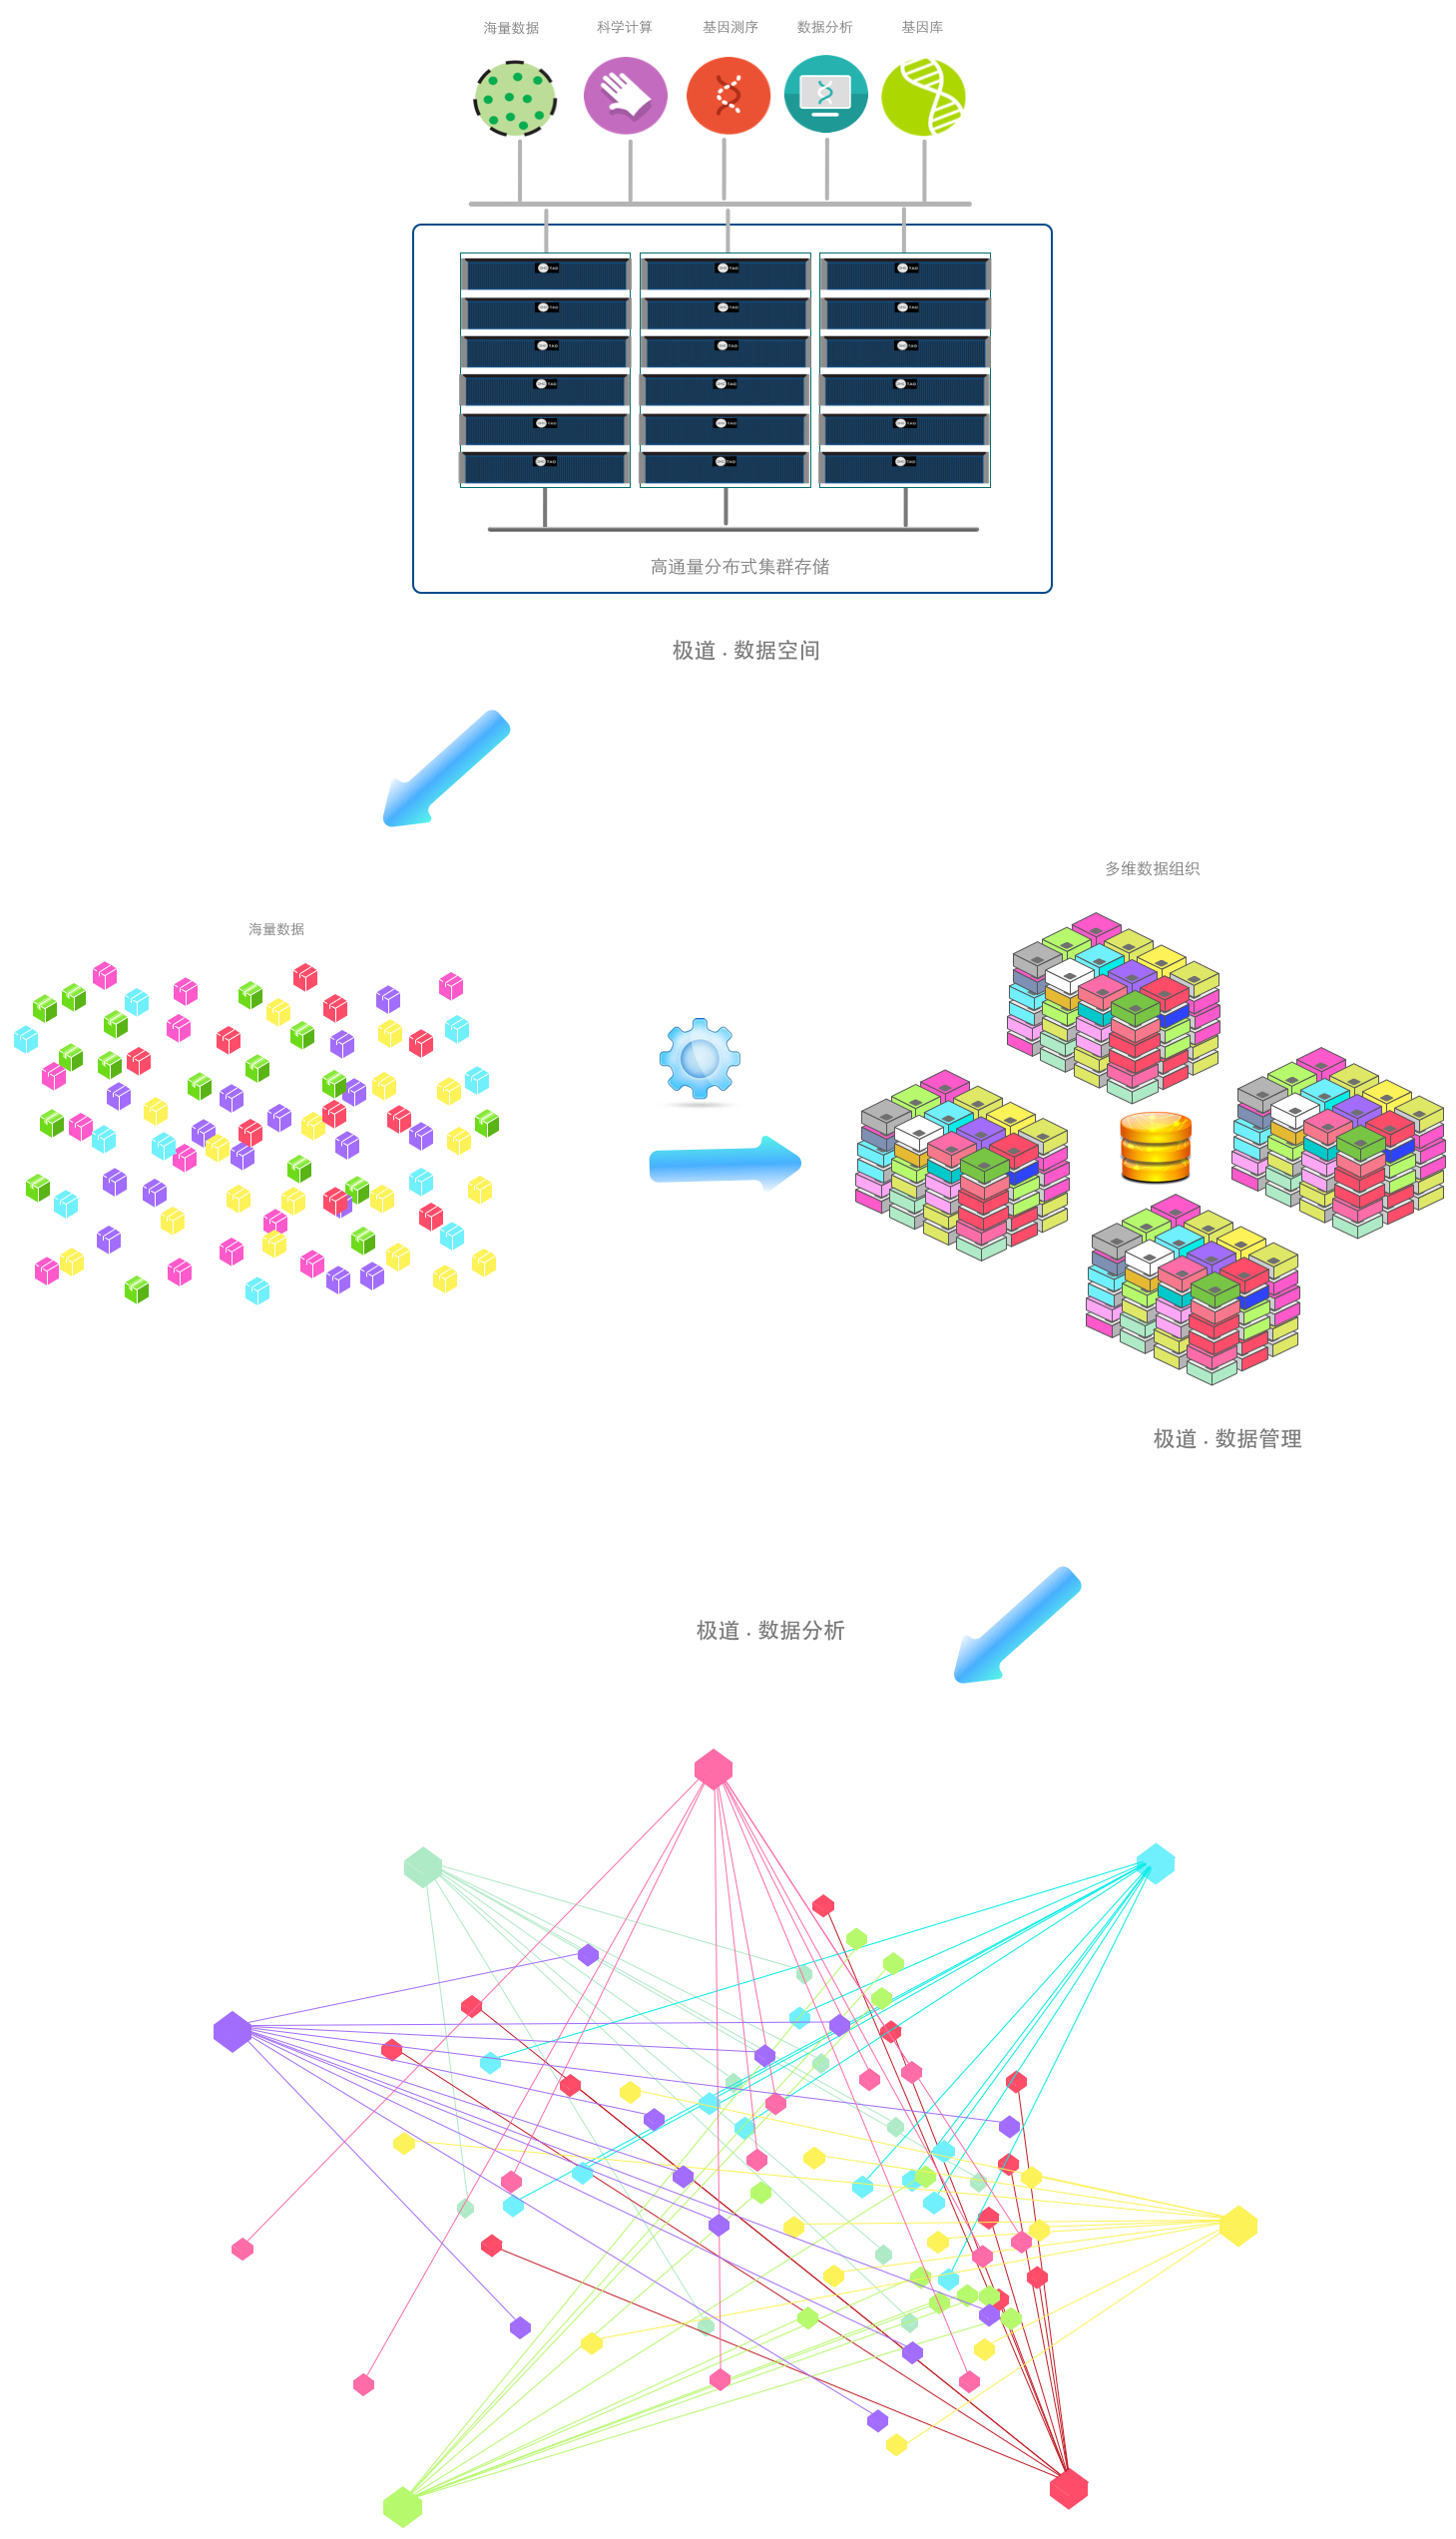 海量数据
科学计算
基因测序
数据分析
基因库
高通量分布式集群存储
极道 . 数据空间
多维数据组织
海量数据
极道 . 数据管理
极道 . 数据分析